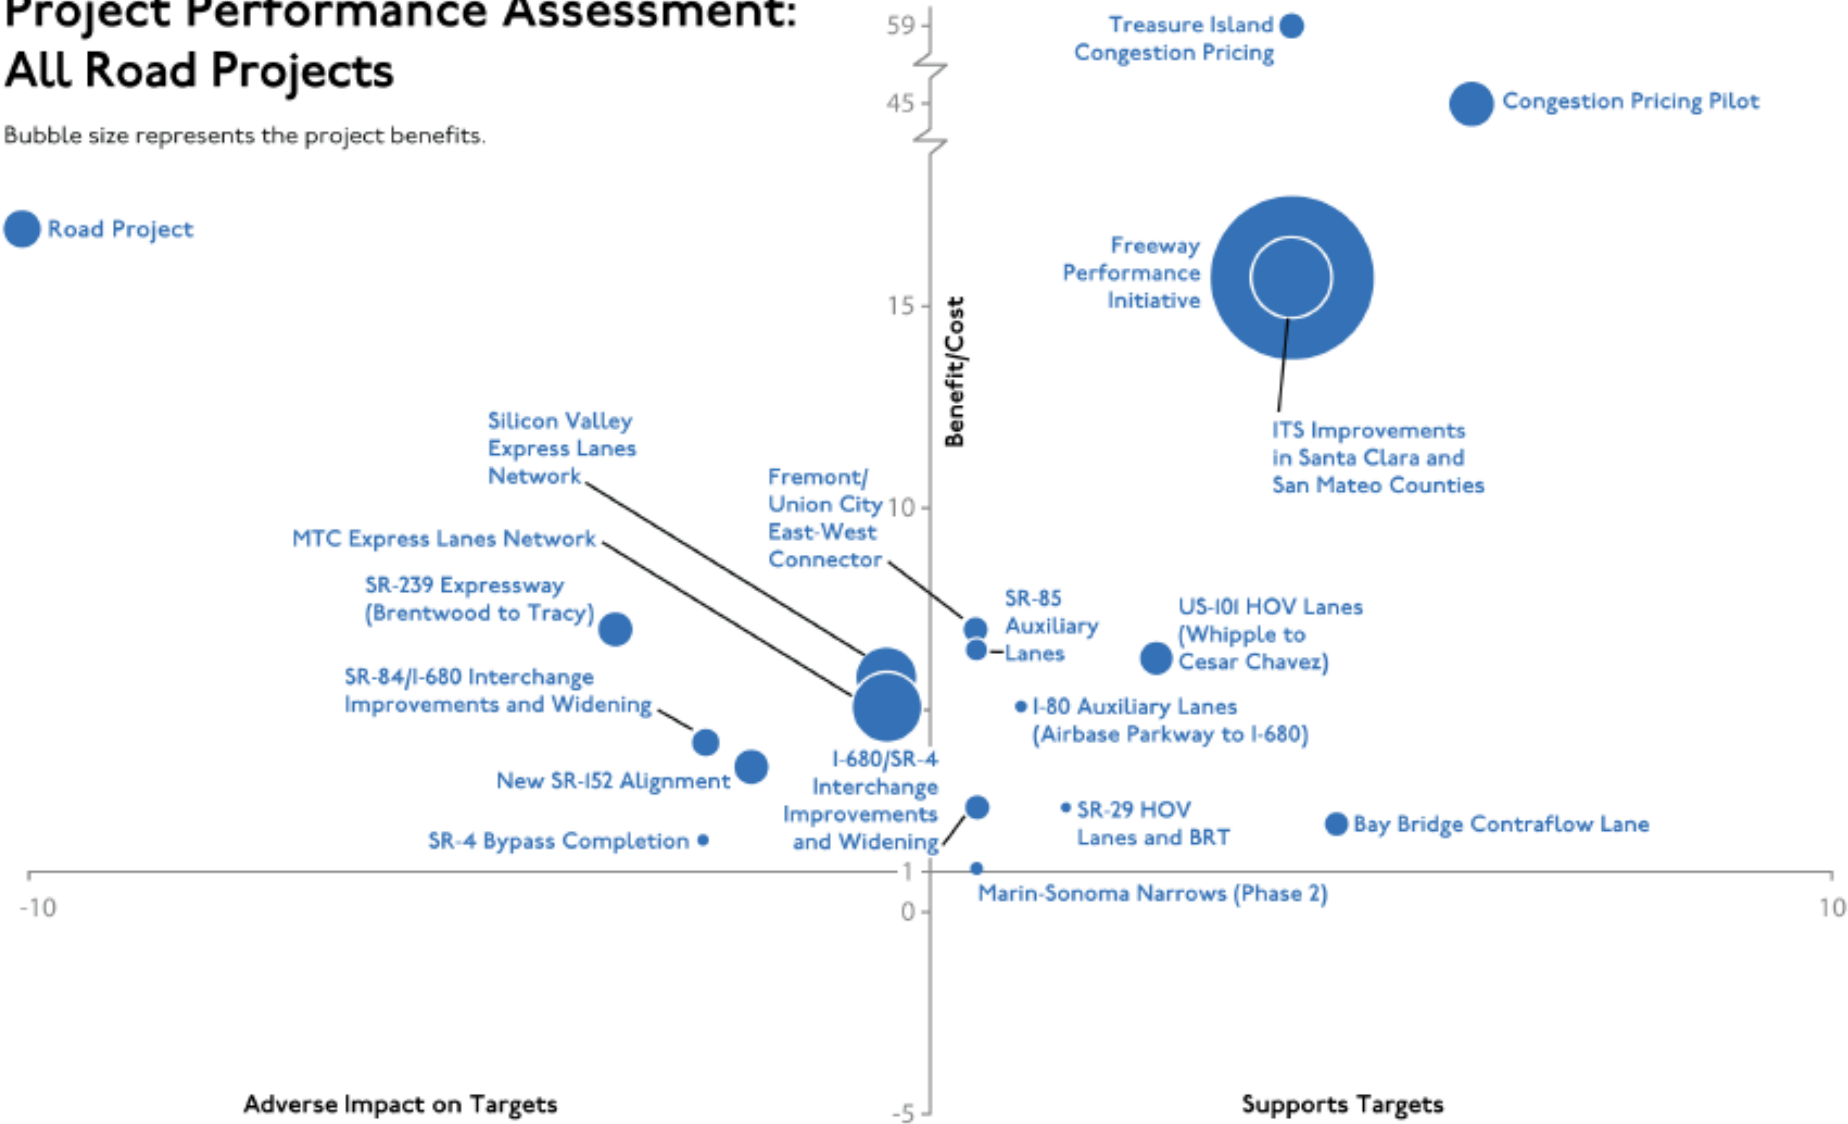 Project Performance Assessment:
All Road Projects
Bubble size represents the project benefits.
Road Project
59
45
15
10
1
0
-5
-10
10
Benefit/Cost
Treasure Island
Congestion Pricing
Congestion Pricing Pilot
Freeway
Performance
Initiative
ITS Improvements
in Santa Clara and
San Mateo Counties
Silicon Valley
Express Lanes
Network
MTC Express Lanes Network
Fremont/
Union City
East-West
Connector
SR-239 Expressway
(Brentwood to Tracy)
SR-85
Auxiliary
Lanes
US-101 HOV Lanes
(Whipple to
Cesar Chavez)
SR-84/I-680 Interchange
Improvements and Widening
I-80 Auxiliary Lanes
(Airbase Parkway to I-680)
New SR-152 Alignment
I-680/SR-4
Interchange
Improvements
and Widening
SR-29 HOV
Lanes and BRT
Bay Bridge Contraflow Lane
SR-4 Bypass Completion
Marin-Sonoma Narrows (Phase 2)
Adverse Impact on Targets
Supports Targets